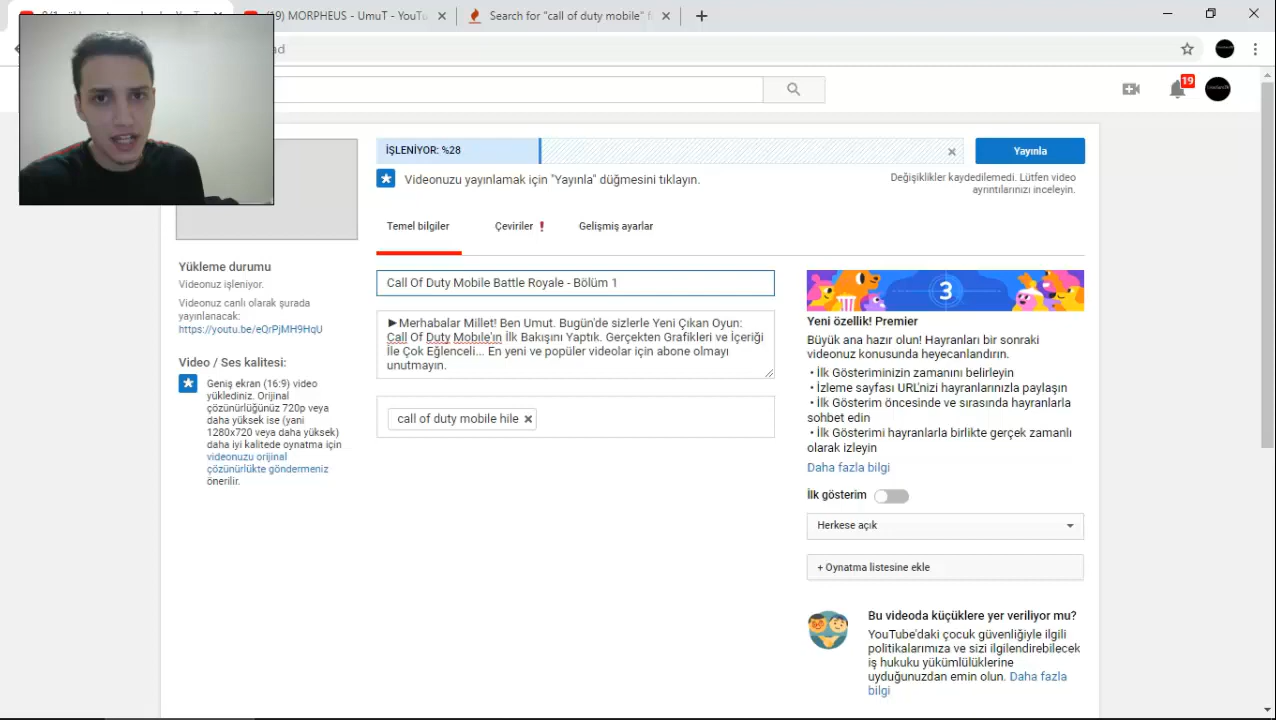 (19) MORPHEUS - UmuT - YouTu
Search for "call of duty mobile" f
19
İŞLENİYOR: %28
Yayınla
Videonuzu yayınlamak için "Yayınla" düğmesini tıklayın.
Değişiklikler kaydedilemedi. Lütfen video
ayrıntılarınızı inceleyin.
Temel bilgiler
Çeviriler !
Gelişmiş ayarlar
Yükleme durumu
Videonuz işleniyor.
Videonuz canlı olarak şurada
yayınlanacak:
https://youtu.be/eQrPjMH9HqU
Video / Ses kalitesi:
Geniş ekran (16:9) video
yüklediniz. Orijinal
çözünürlüğünüz 720p veya
daha yüksek ise (yani
1280x720 veya daha yüksek)
daha iyi kalitede oynatma için
videonuzu orijinal
çözünürlükte göndermeniz
önerilir.
Call Of Duty Mobile Battle Royale - Bölüm 1
►Merhabalar Millet! Ben Umut. Bugün'de sizlerle Yeni Çıkan Oyun:
Call Of Duty Mobıle'ın İlk Bakışını Yaptık. Gerçekten Grafikleri ve İçeriği
İle Çok Eğlenceli... En yeni ve popüler videolar için abone olmayı
unutmayın.
call of duty mobile hile
3
Yeni özellik! Premier
Büyük ana hazır olun! Hayranları bir sonraki
videonuz konusunda heyecanlandırın.
• İlk Gösteriminizin zamanını belirleyin
• İzleme sayfası URL'nizi hayranlarınızla paylaşın
• İlk Gösterim öncesinde ve sırasında hayranlarla
sohbet edin
• İlk Gösterimi hayranlarla birlikte gerçek zamanlı
olarak izleyin
Daha fazla bilgi
İlk gösterim
Herkese açık
+ Oynatma listesine ekle
Bu videoda küçüklere yer veriliyor mu?
YouTube'daki çocuk güvenliğiyle ilgili
politikalarımıza ve sizi ilgilendirebilecek
iş hukuku yükümlülüklerine
uyduğunuzdan emin olun. Daha fazla
bilgi